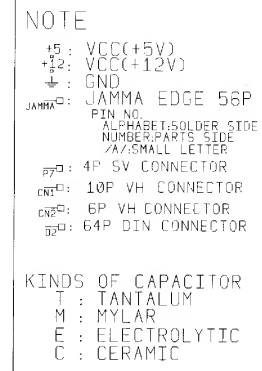 NOTE
+5 : VCC(+5V)
+12 : VCC(+12V)
: GND
JAMMA : JAMMA EDGE 56P
PIN NO.
ALPHABET:SOLDER SIDE
NUMBER:PARTS SIDE
/A/:SMALL LETTER
P7 : 4P SV CONNECTOR
CN1 : 10P VH CONNECTOR
CN2 : 6P VH CONNECTOR
D2 : 64P DIN CONNECTOR
KINDS OF CAPACITOR
T : TANTALUM
M : MYLAR
E : ELECTROLYTIC
C : CERAMIC